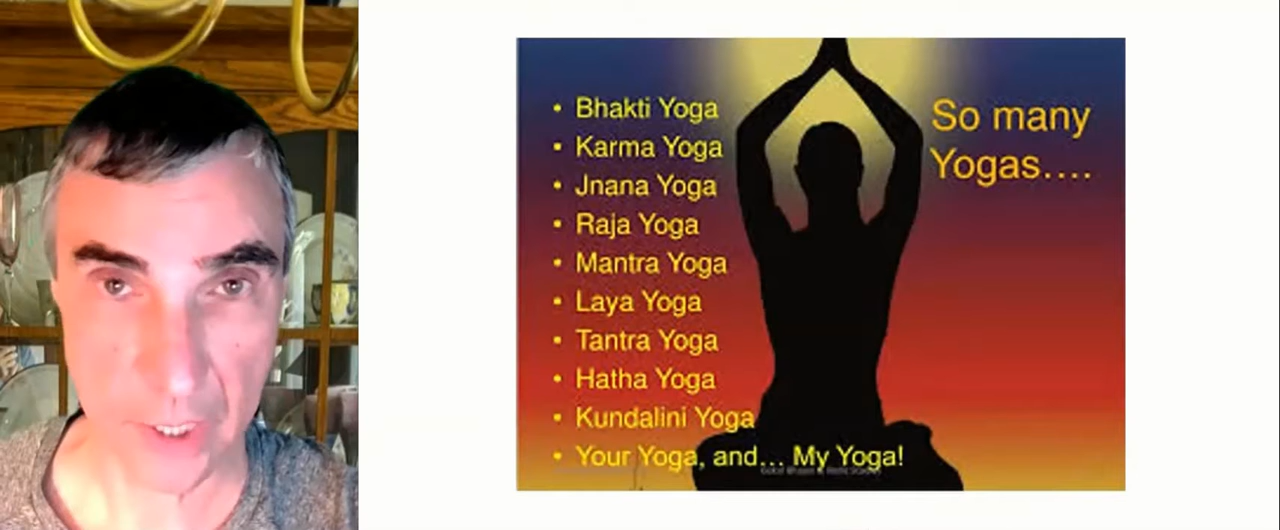 So many
Yogas....
• Bhakti Yoga
• Karma Yoga
• Jnana Yoga
• Raja Yoga
• Mantra Yoga
• Laya Yoga
• Tantra Yoga
• Hatha Yoga
• Kundalini Yoga
• Your Yoga, and... My Yoga!